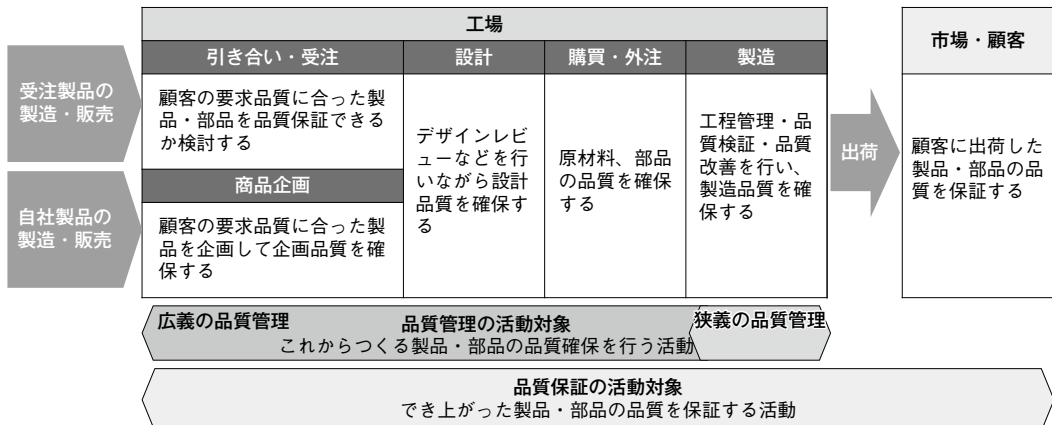 工場
市場・顧客
引き合い・受注
設計
購買・外注
製造
受注製品の
製造・販売
顧客の要求品質に合った製
品・部品を品質保証できる
か検討する
商品企画
自社製品の
製造・販売
顧客の要求品質に合った製
品を企画して企画品質を確
保する
デザインレビ
ューなどを行
いながら設計
品質を確保す
る
原材料、部品
の品質を確保
する
工程管理・品
質検証・品質
改善を行い、
製造品質を確
保する
出荷
顧客に出荷した
製品・部品の品
質を保証する
広義の品質管理
品質管理の活動対象
狭義の品質管理
これからつくる製品・部品の品質確保を行う活動
品質保証の活動対象
でき上がった製品・部品の品質を保証する活動